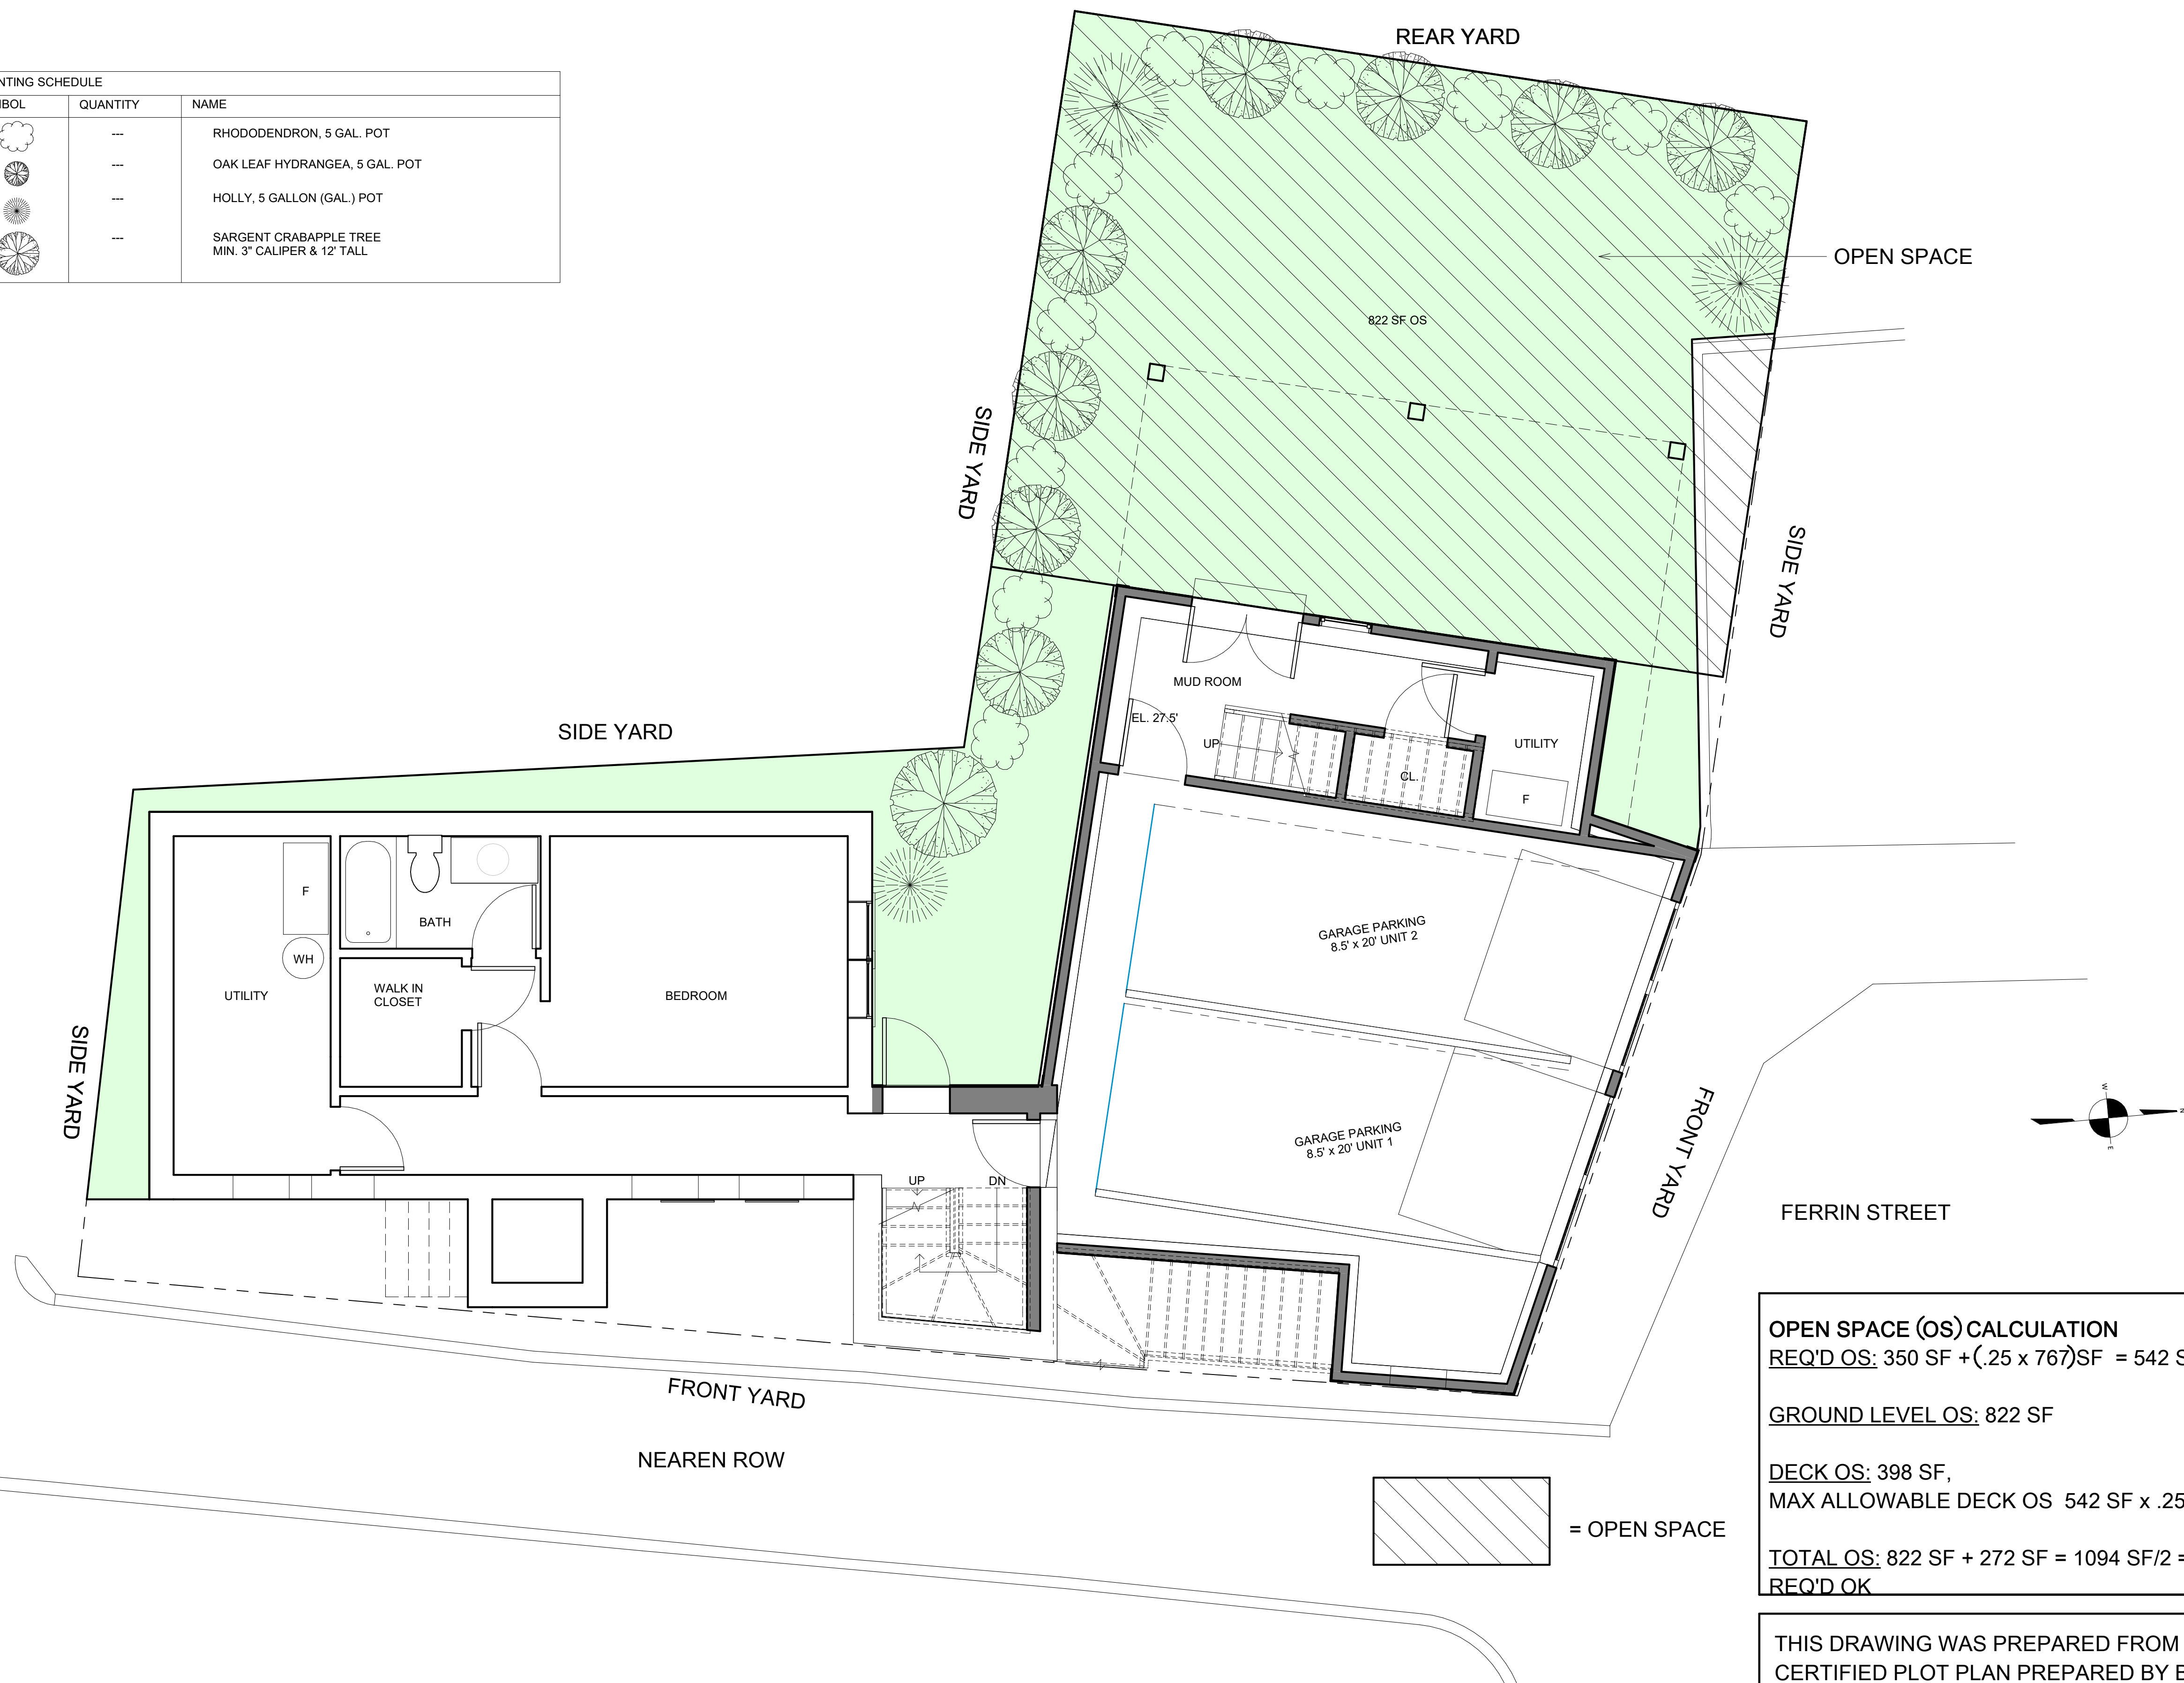 REAR YARD
NTING SCHEDULE
BOL QUANTITY NAME
--- RHODODENDRON, 5 GAL. POT
--- OAK LEAF HYDRANGEA, 5 GAL. POT
--- HOLLY, 5 GALLON (GAL.) POT
--- SARGENT CRABAPPLE TREE
MIN. 3" CALIPER & 12' TALL
OPEN SPACE
822 SF OS
SIDE YARD
SIDE YARD
MUD ROOM
EL. 27.5'
UP
CL.
UTILITY
F
SIDE YARD
F
BATH
WH
UTILITY
WALK IN
CLOSET
BEDROOM
GARAGE PARKING
8.5' x 20' UNIT 2
GARAGE PARKING
8.5' x 20' UNIT 1
SIDE YARD
UP
DN
FRONT YARD
W
N
E
FERRIN STREET
FRONT YARD
NEAREN ROW
= OPEN SPACE
OPEN SPACE (OS) CALCULATION
REQ'D OS: 350 SF +(.25 x 767)SF = 542 S
GROUND LEVEL OS: 822 SF
DECK OS: 398 SF,
MAX ALLOWABLE DECK OS 542 SF x .25
TOTAL OS: 822 SF + 272 SF = 1094 SF/2 =
REQ'D OK
THIS DRAWING WAS PREPARED FROM
CERTIFIED PLOT PLAN PREPARED BY